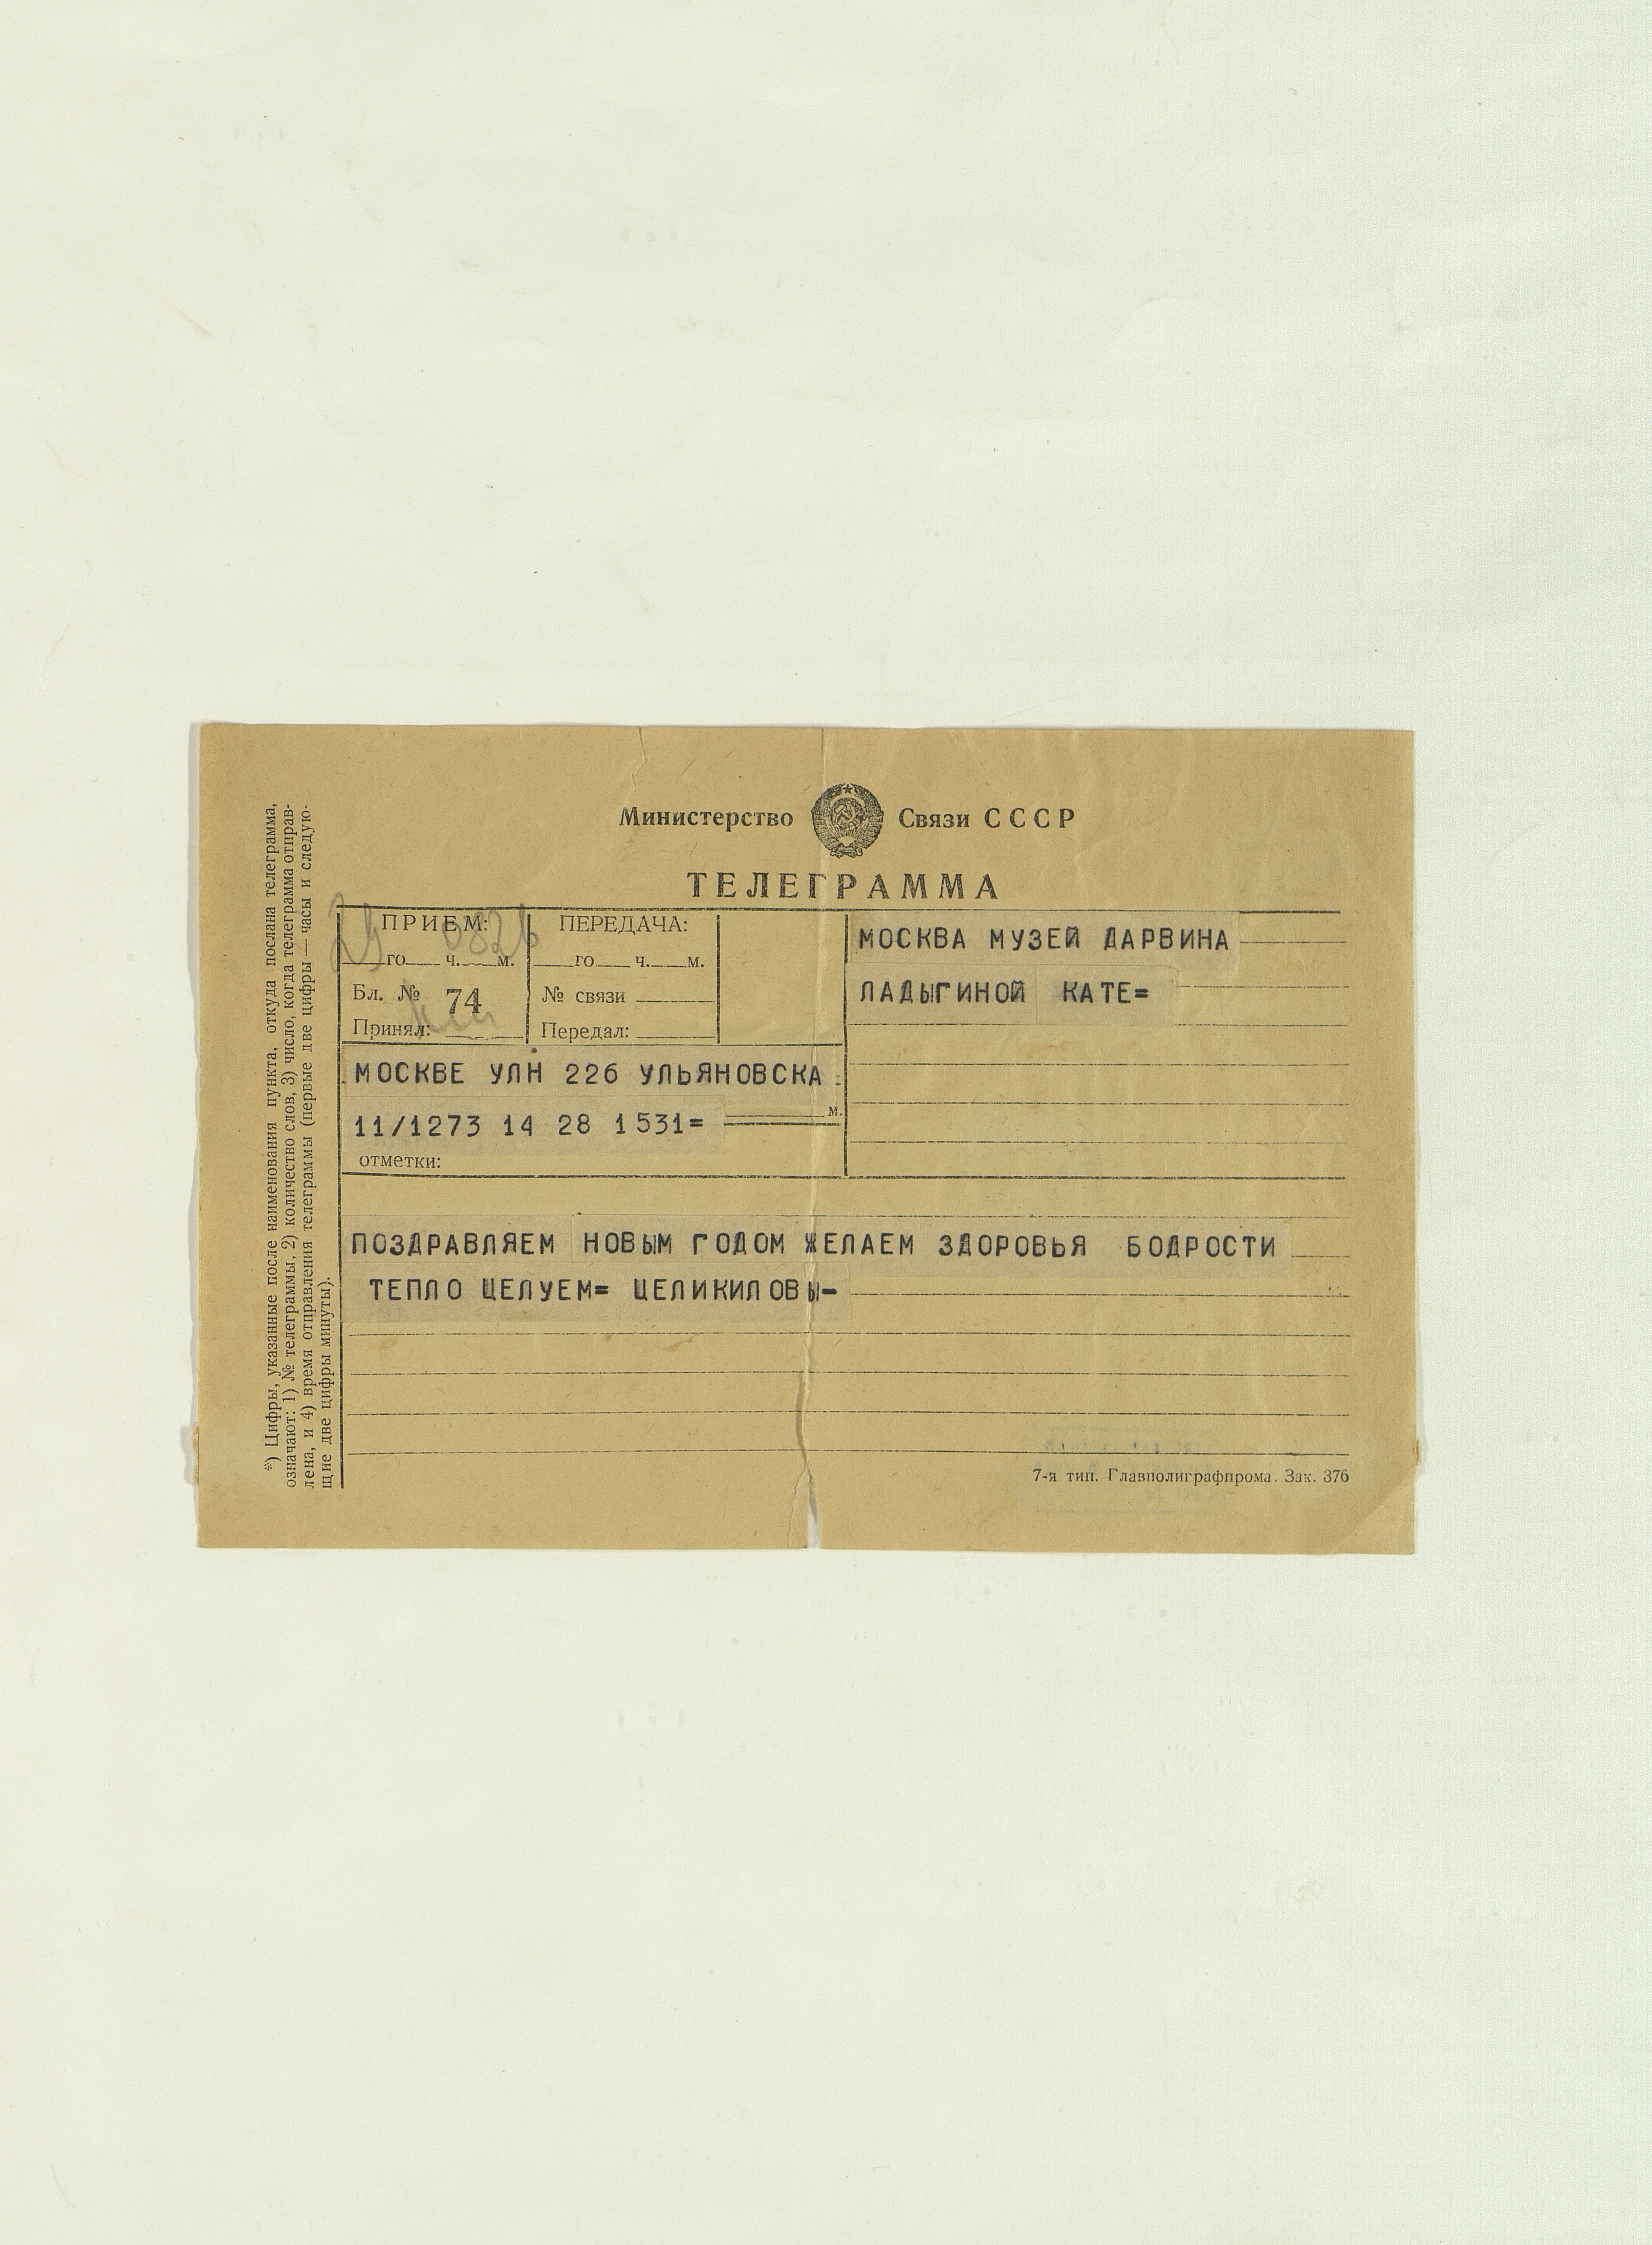 *) Цифры, указанные после наименования пункта, откуда послана телеграмма,
означают: 1) № телеграммы, 2) количество слов, 3) число, когда телеграмма отправ-
лена, и 4) время отправления телеграммы (первые две цифры — часы и следую-
щие две цифры минуты).
Министерство Связи СССР
ТЕЛЕГРАММА
ПРИЕМ:
го ч. м.
Бл. № 74
Принял:
ПЕРЕДАЧА:
го ч. м.
№ связи
Передал:
МОСКВА МУЗЕЙ ДАРВИНА
ЛАДЫГИНОЙ КАТЕ=
МОСКВЕ УЛН 226 УЛЬЯНОВСКА
м.
11/1273 14 28 1531=
отметки:
ПОЗДРАВЛЯЕМ НОВЫМ ГОДОМ ЖЕЛАЕМ ЗДОРОВЬЯ БОДРОСТИ
ТЕПЛО ЦЕЛУЕМ= ЦЕЛИКИЛОВЫ-
7-я тип. Главполиграфпрома. Зак. 376